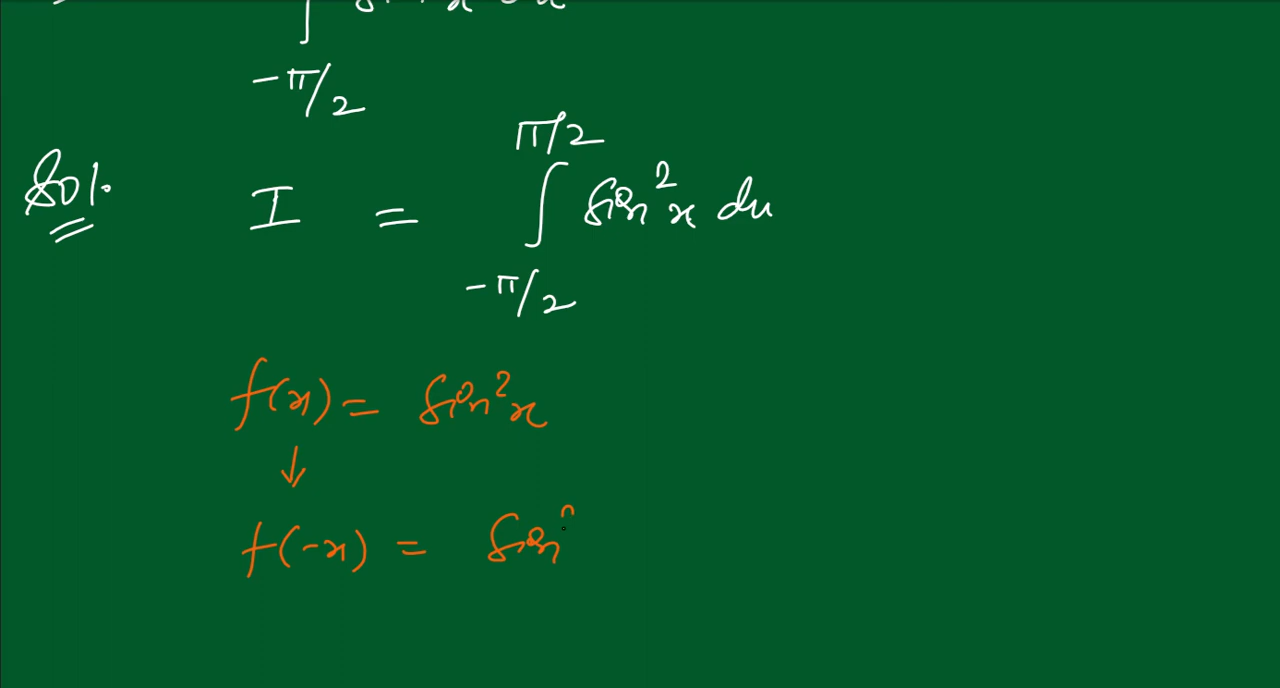 -π/2
Sol. I = ∫_{-π/2}^{π/2} sin²x dx
f(x) = sin²x
↓
f(-x) = sin